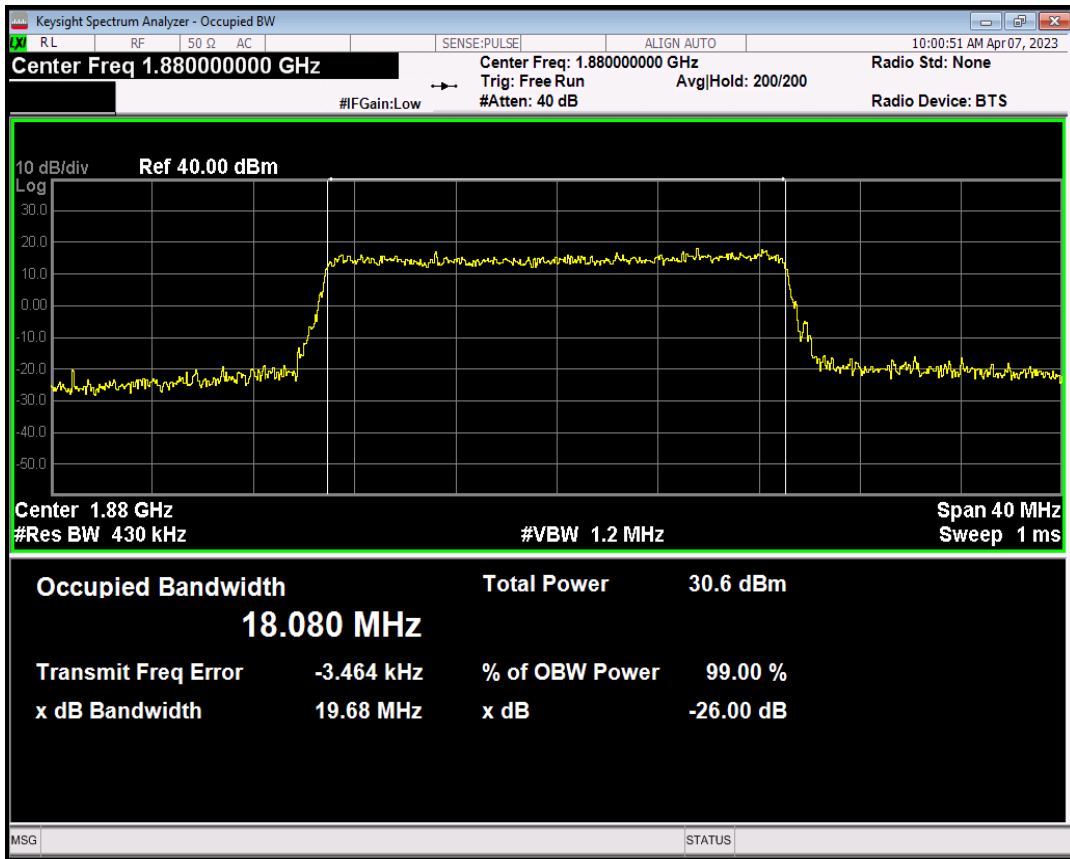 Keysight Spectrum Analyzer - Occupied BW
LXI RL RF 50 Ω AC SENSE:PULSE ALIGN AUTO 10:00:51 AM Apr 07, 2023
Center Freq 1.880000000 GHz Center Freq: 1.880000000 GHz Radio Std: None
Trig: Free Run Avg|Hold: 200/200
#IFGain:Low #Atten: 40 dB Radio Device: BTS
10 dB/div Ref 40.00 dBm
Log
30.0
20.0
10.0
0.00
-10.0
-20.0
-30.0
-40.0
-50.0
Center 1.88 GHz Span 40 MHz
#Res BW 430 kHz #VBW 1.2 MHz Sweep 1 ms
Occupied Bandwidth Total Power 30.6 dBm
18.080 MHz
Transmit Freq Error -3.464 kHz % of OBW Power 99.00 %
x dB Bandwidth 19.68 MHz x dB -26.00 dB
MSG STATUS